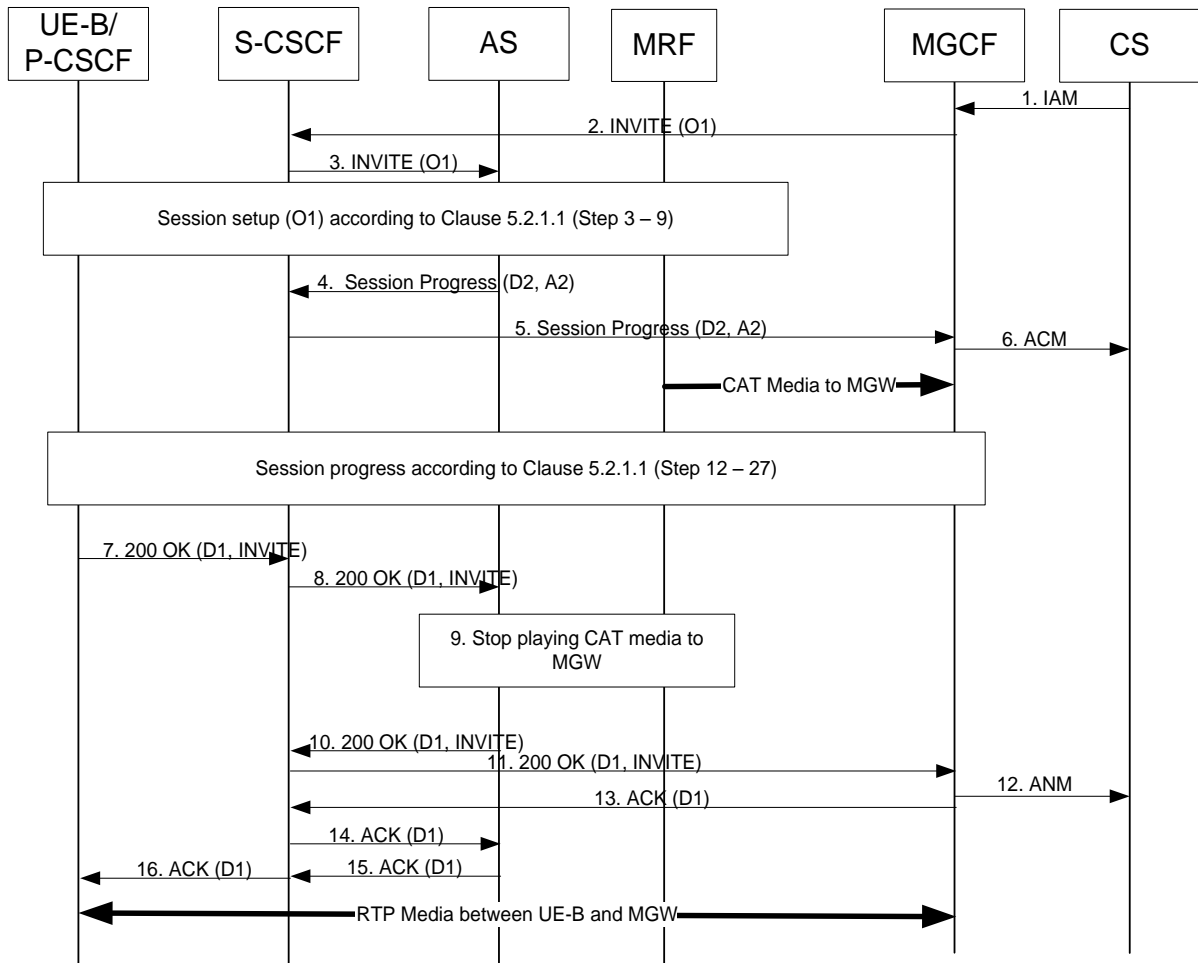 UE-B/
P-CSCF
S-CSCF
AS
MRF
MGCF
CS
1. IAM
2. INVITE (O1)
3. INVITE (O1)
Session setup (O1) according to Clause 5.2.1.1 (Step 3 – 9)
4. Session Progress (D2, A2)
5. Session Progress (D2, A2)
6. ACM
CAT Media to MGW
Session progress according to Clause 5.2.1.1 (Step 12 – 27)
7. 200 OK (D1, INVITE)
8. 200 OK (D1, INVITE)
9. Stop playing CAT media to
MGW
10. 200 OK (D1, INVITE)
11. 200 OK (D1, INVITE)
12. ANM
13. ACK (D1)
14. ACK (D1)
15. ACK (D1)
16. ACK (D1)
RTP Media between UE-B and MGW